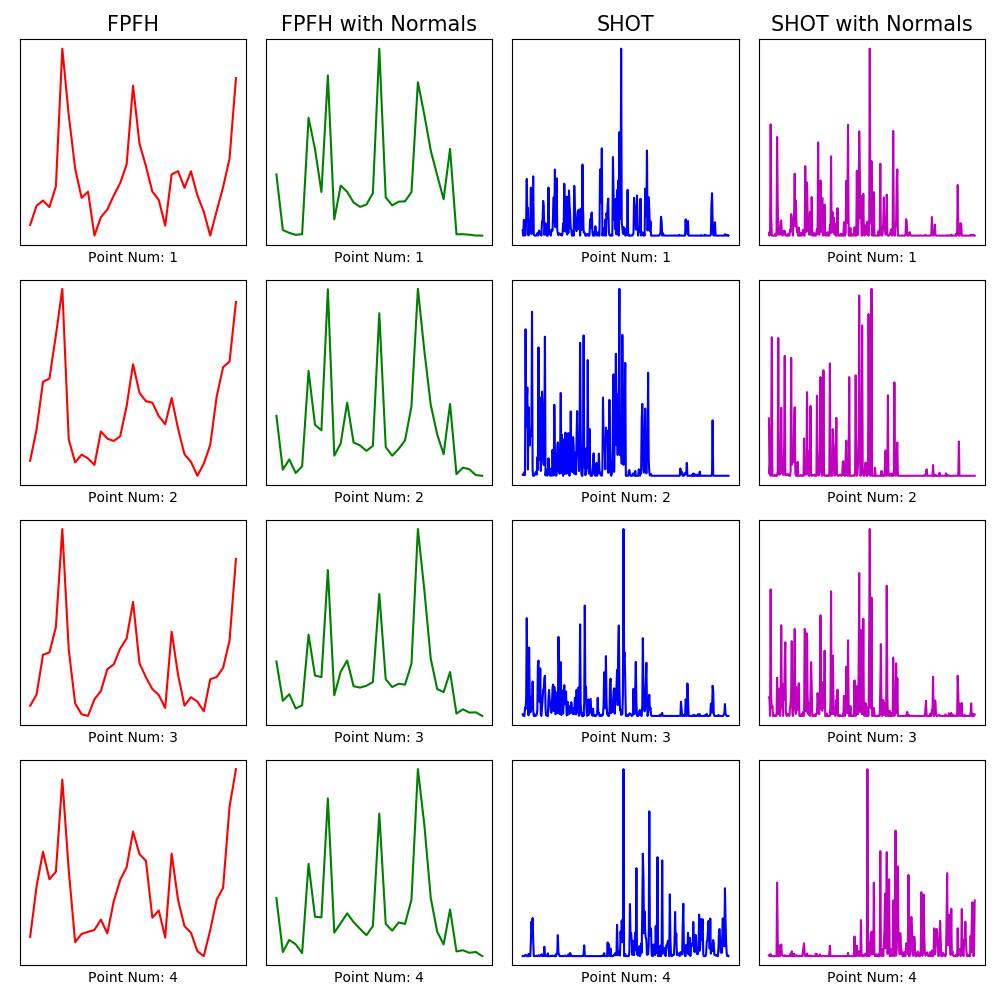 FPFH FPFH with Normals SHOT SHOT with Normals
Point Num: 1 Point Num: 1 Point Num: 1 Point Num: 1
Point Num: 2 Point Num: 2 Point Num: 2 Point Num: 2
Point Num: 3 Point Num: 3 Point Num: 3 Point Num: 3
Point Num: 4 Point Num: 4 Point Num: 4 Point Num: 4